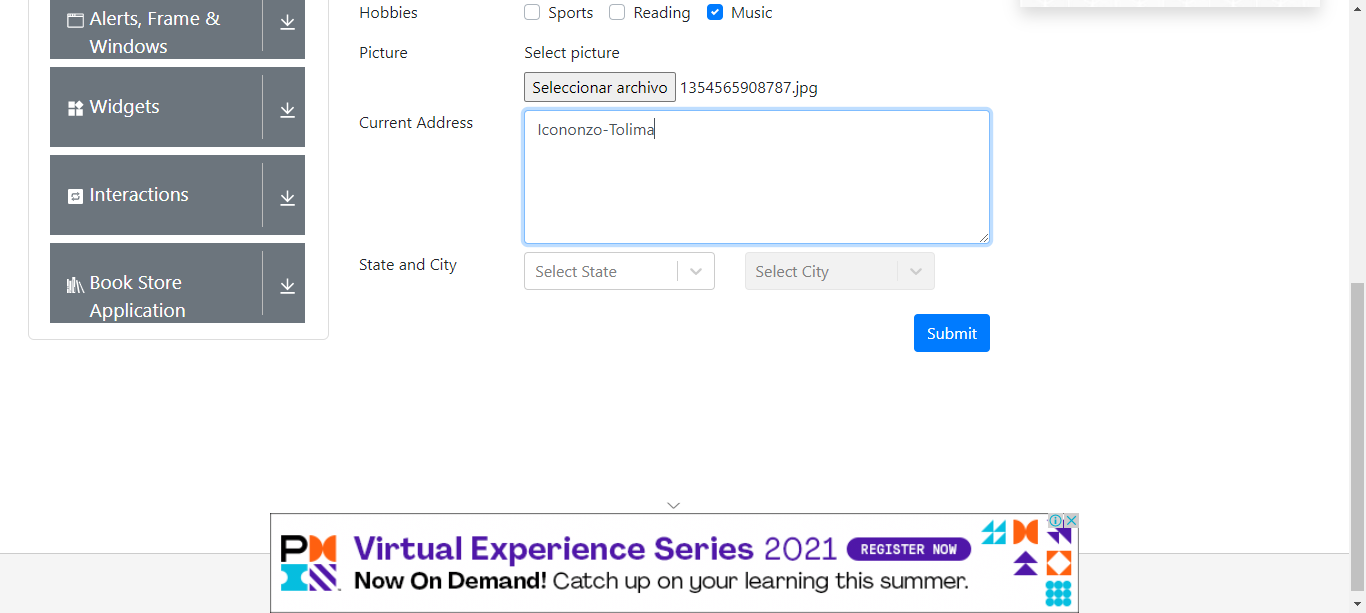 Alerts, Frame &
Windows
Widgets
Interactions
Book Store
Application
Hobbies
Sports
Reading
Music
Picture
Select picture
Seleccionar archivo 1354565908787.jpg
Current Address
Icononzo-Tolima
State and City
Select State
Select City
Submit
PMI
Virtual Experience Series 2021
REGISTER NOW
Now On Demand! Catch up on your learning this summer.